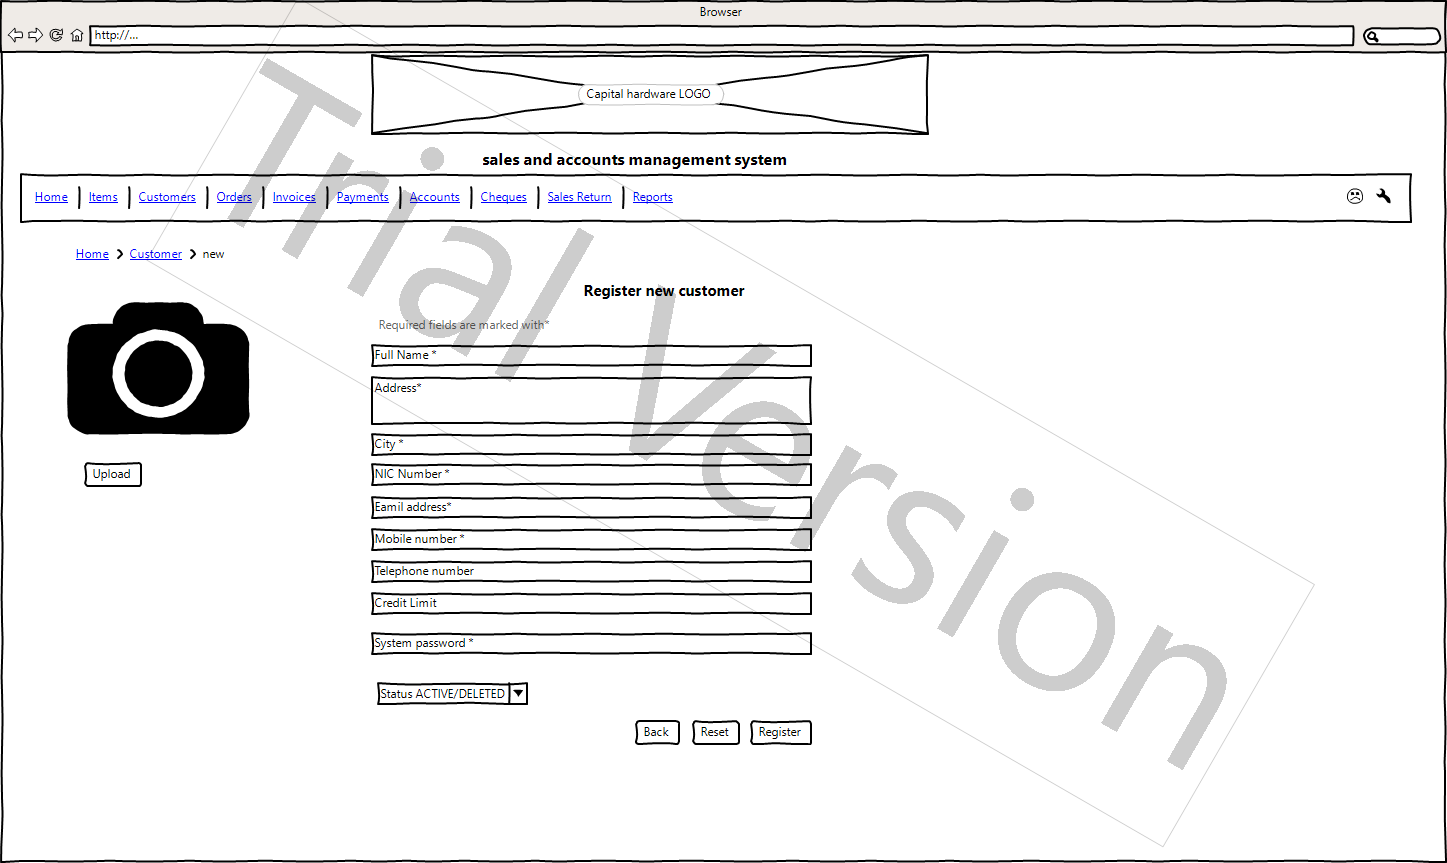 Browser
http://...
Capital hardware LOGO
sales and accounts management system
Home Items Customers Orders Invoices Payments Accounts Cheques Sales Return Reports
Home Customer new
Register new customer
Required fields are marked with*
Full Name *
Address*
City *
NIC Number *
Upload
Eamil address*
Mobile number *
Telephone number
Credit Limit
System password *
Status ACTIVE/DELETED
Back Reset Register
Trial Version